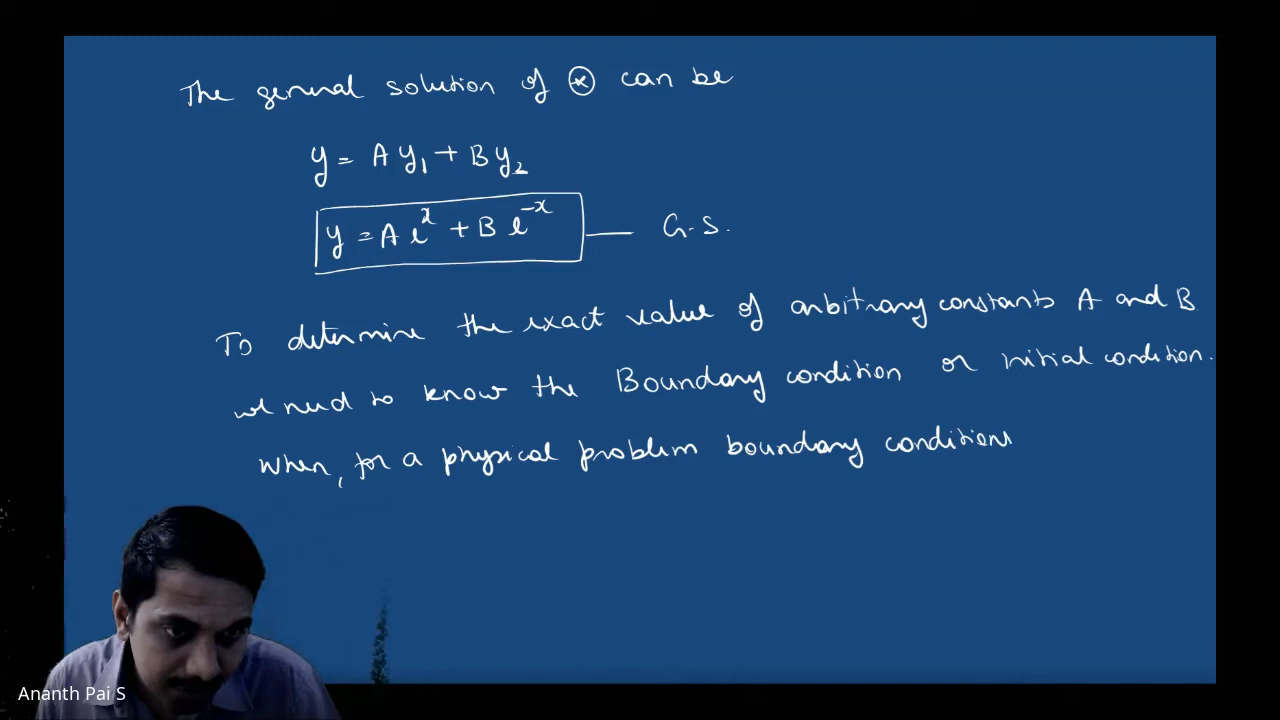 The general solution of ⊛ can be
y = A y₁ + B y₂
y = A eˣ + B e⁻ˣ — G.S.
To determine the exact value of arbitrary constants A and B
we need to know the Boundary condition or initial condition.
When, for a physical problem boundary conditions
Ananth Pai S